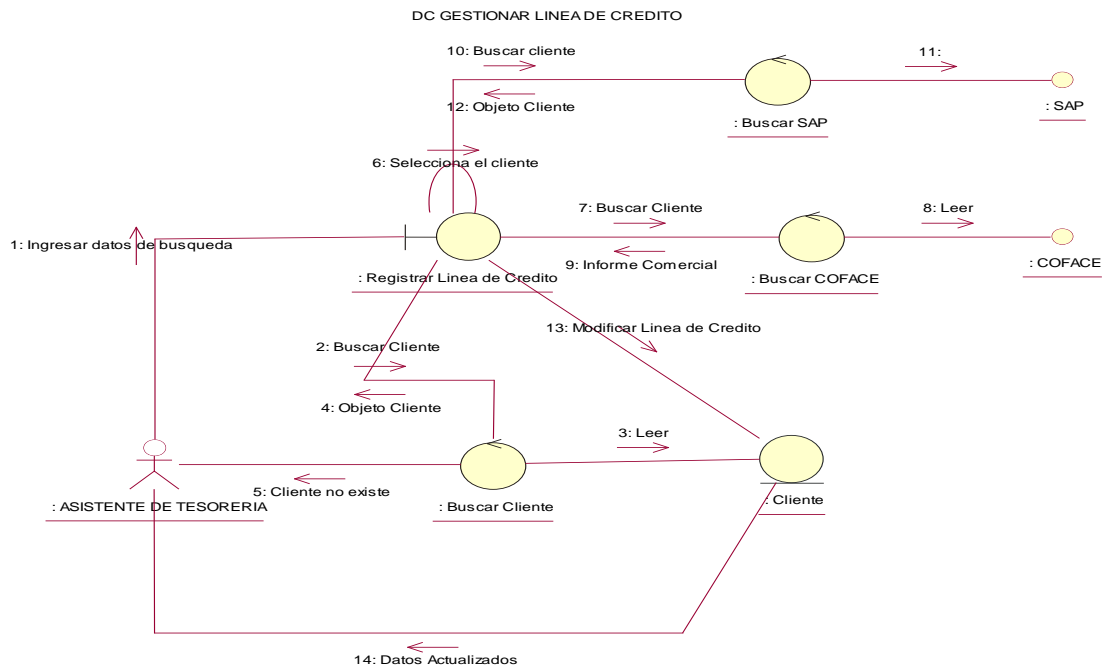 DC GESTIONAR LINEA DE CREDITO
10: Buscar cliente
11:
12: Objeto Cliente
: Buscar SAP
: SAP
6: Selecciona el cliente
7: Buscar Cliente
8: Leer
1: Ingresar datos de busqueda
9: Informe Comercial
: COFACE
: Registrar Linea de Credito
: Buscar COFACE
13: Modificar Linea de Credito
2: Buscar Cliente
4: Objeto Cliente
3: Leer
5: Cliente no existe
: ASISTENTE DE TESORERIA
: Buscar Cliente
: Cliente
14: Datos Actualizados